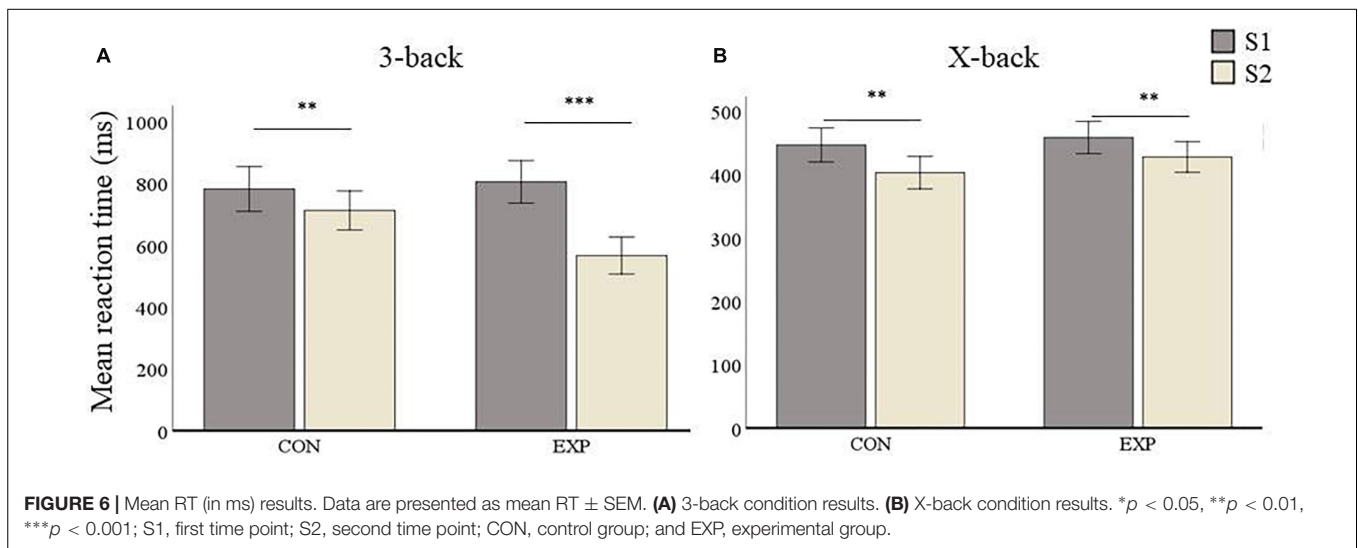 A
3-back
B
X-back
S1
S2
Mean reaction time (ms)
**
***
1000
800
600
400
200
0
CON
EXP
**
**
500
400
300
200
100
0
CON
EXP
FIGURE 6 | Mean RT (in ms) results. Data are presented as mean RT ± SEM. (A) 3-back condition results. (B) X-back condition results. *p < 0.05, **p < 0.01,
***p < 0.001; S1, first time point; S2, second time point; CON, control group; and EXP, experimental group.